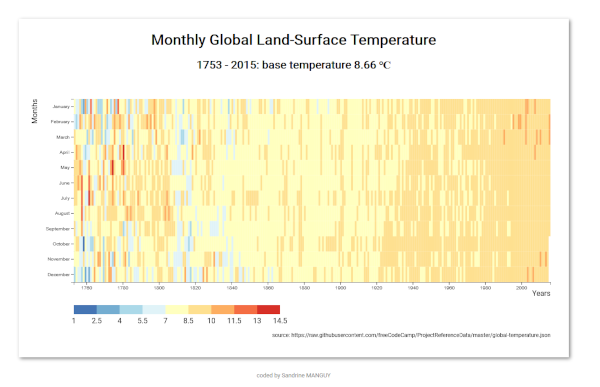 Monthly Global Land-Surface Temperature
1753 - 2015: base temperature 8.66 ℃
Months
January
February
March
April
May
June
July
August
September
October
November
Dezember
1760 1780 1800 1820 1840 1860 1880 1900 1920 1940 1960 1980 2000
Years
1 2.5 4 5.5 7 8.5 10 11.5 13 14.5
source: https://raw.githubusercontent.com/freeCodeCamp/ProjectReferenceData/master/global-temperature.json
coded by Sandrine MANGUY